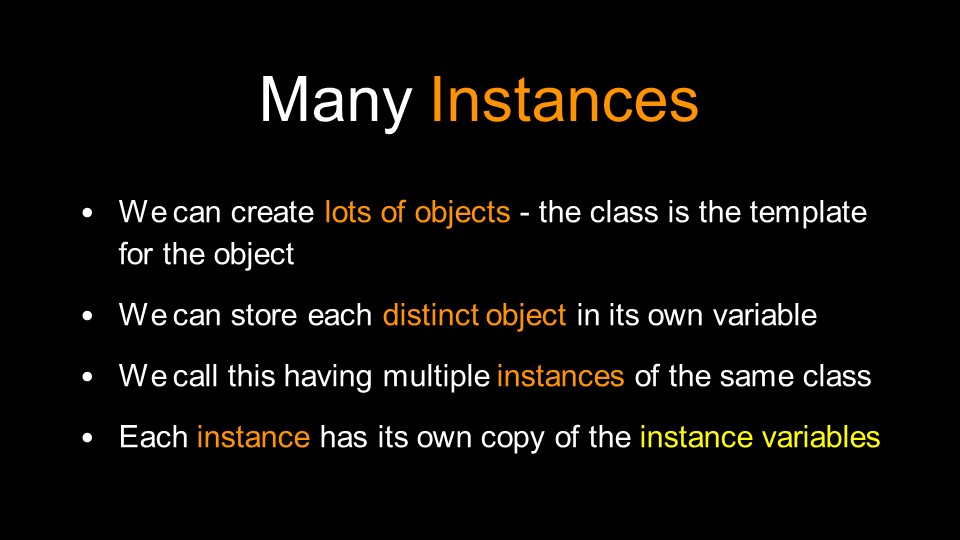 Many Instances
• We can create lots of objects - the class is the template
for the object
• We can store each distinct object in its own variable
• We call this having multiple instances of the same class
• Each instance has its own copy of the instance variables